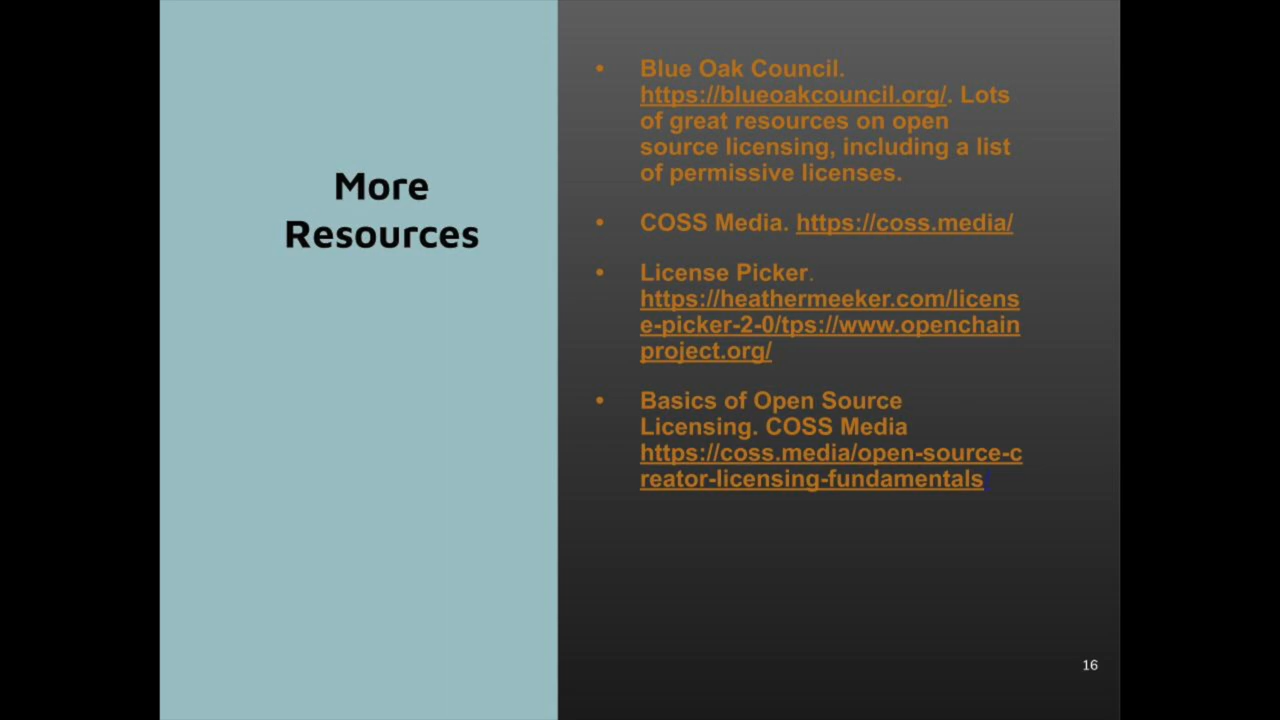 More
Resources
• Blue Oak Council.
https://blueoakcouncil.org/. Lots
of great resources on open
source licensing, including a list
of permissive licenses.
• COSS Media. https://coss.media/
• License Picker.
https://heathermeeker.com/licens
e-picker-2-0/tps://www.openchain
project.org/
• Basics of Open Source
Licensing. COSS Media
https://coss.media/open-source-c
reator-licensing-fundamentals
16